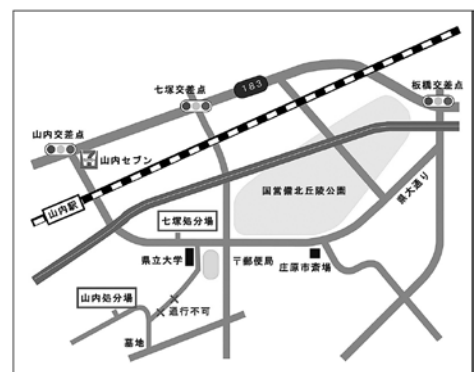 183
七塚交差点
板橋交差点
山内交差点
山内セブン
国営備北丘陵公園
山内駅
県大通り
七塚処分場
県立大学
〒郵便局
庄原市斎場
山内処分場
通行不可
墓地